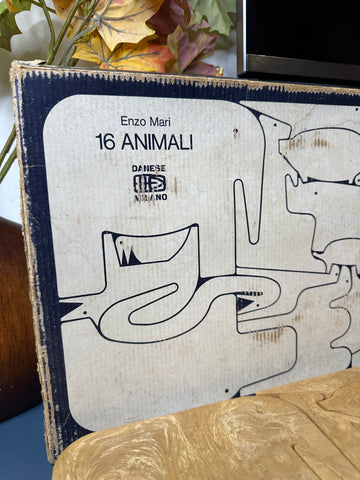 Enzo Mari
16 ANIMALI
DANESE
MILANO